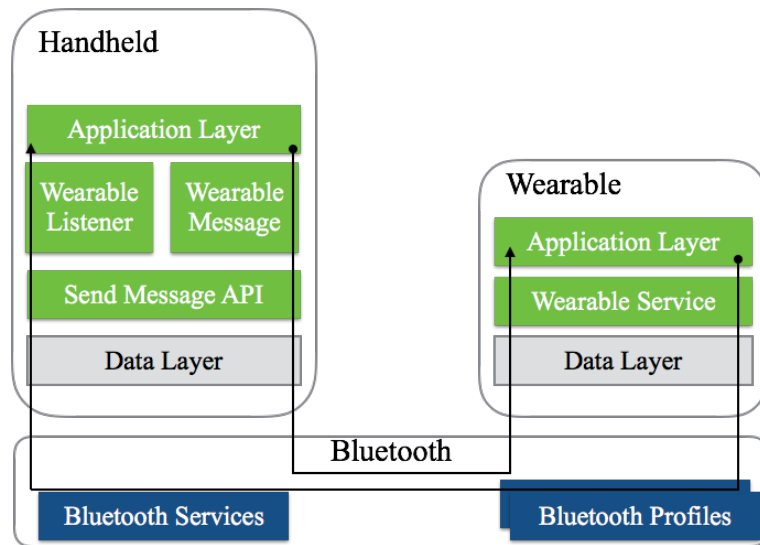 Handheld
Application Layer
Wearable
Listener
Wearable
Message
Send Message API
Data Layer
Wearable
Application Layer
Wearable Service
Data Layer
Bluetooth
Bluetooth Services
Bluetooth Profiles